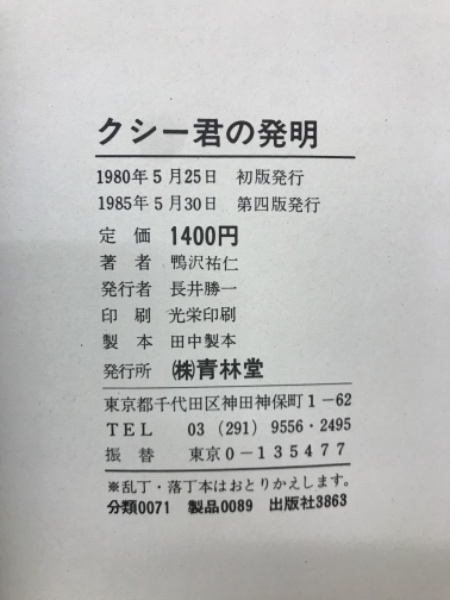 クシー君の発明
1980年5月25日 初版発行
1985年5月30日 第四版発行
定価 1400円
著者 鴨沢祐仁
発行者 長井勝一
印刷 光栄印刷
製本 田中製本
発行所 ㈱青林堂
東京都千代田区神田神保町1-62
TEL 03 (291) 9556・2495
振替 東京0-135477
※乱丁・落丁本はおとりかえします。
分類0071 製品0089 出版社3863